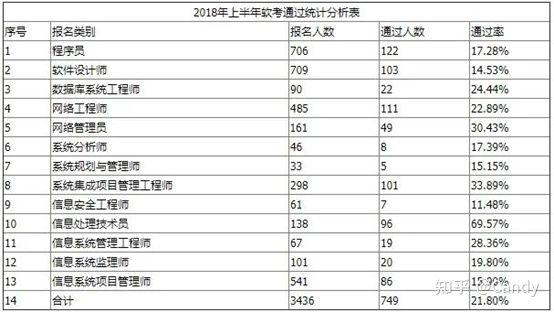 2018年上半年软考通过统计分析表
序号 报名类别 报名人数 通过人数 通过率
1 程序员 706 122 17.28%
2 软件设计师 709 103 14.53%
3 数据库系统工程师 90 22 24.44%
4 网络工程师 485 111 22.89%
5 网络管理员 161 49 30.43%
6 系统分析师 46 8 17.39%
7 系统规划与管理师 33 5 15.15%
8 系统集成项目管理工程师 298 101 33.89%
9 信息安全工程师 61 7 11.48%
10 信息处理技术员 138 96 69.57%
11 信息系统管理工程师 67 19 28.36%
12 信息系统监理师 101 20 19.80%
13 信息系统项目管理师 541 86 15.90%
14 合计 3436 749 21.80%
知乎 @Candy